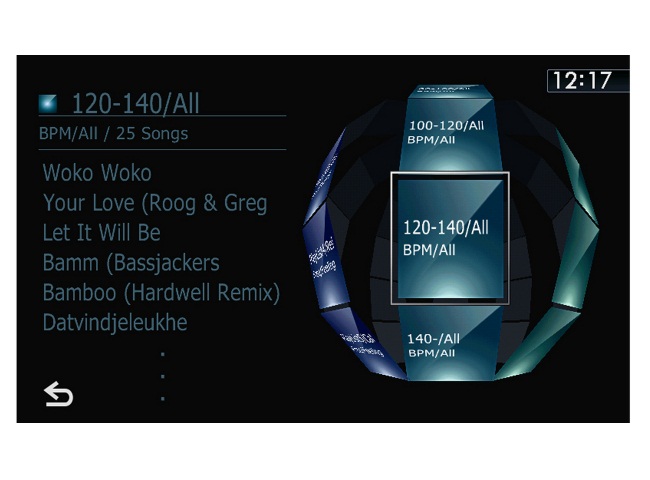 12:17
120-140/All
BPM/All / 25 Songs
Woko Woko
Your Love (Roog & Greg
Let It Will Be
Bamm (Bassjackers
Bamboo (Hardwell Remix)
Datvindjeleukhe
100-120/All
BPM/All
120-140/All
BPM/All
140-/All
BPM/All